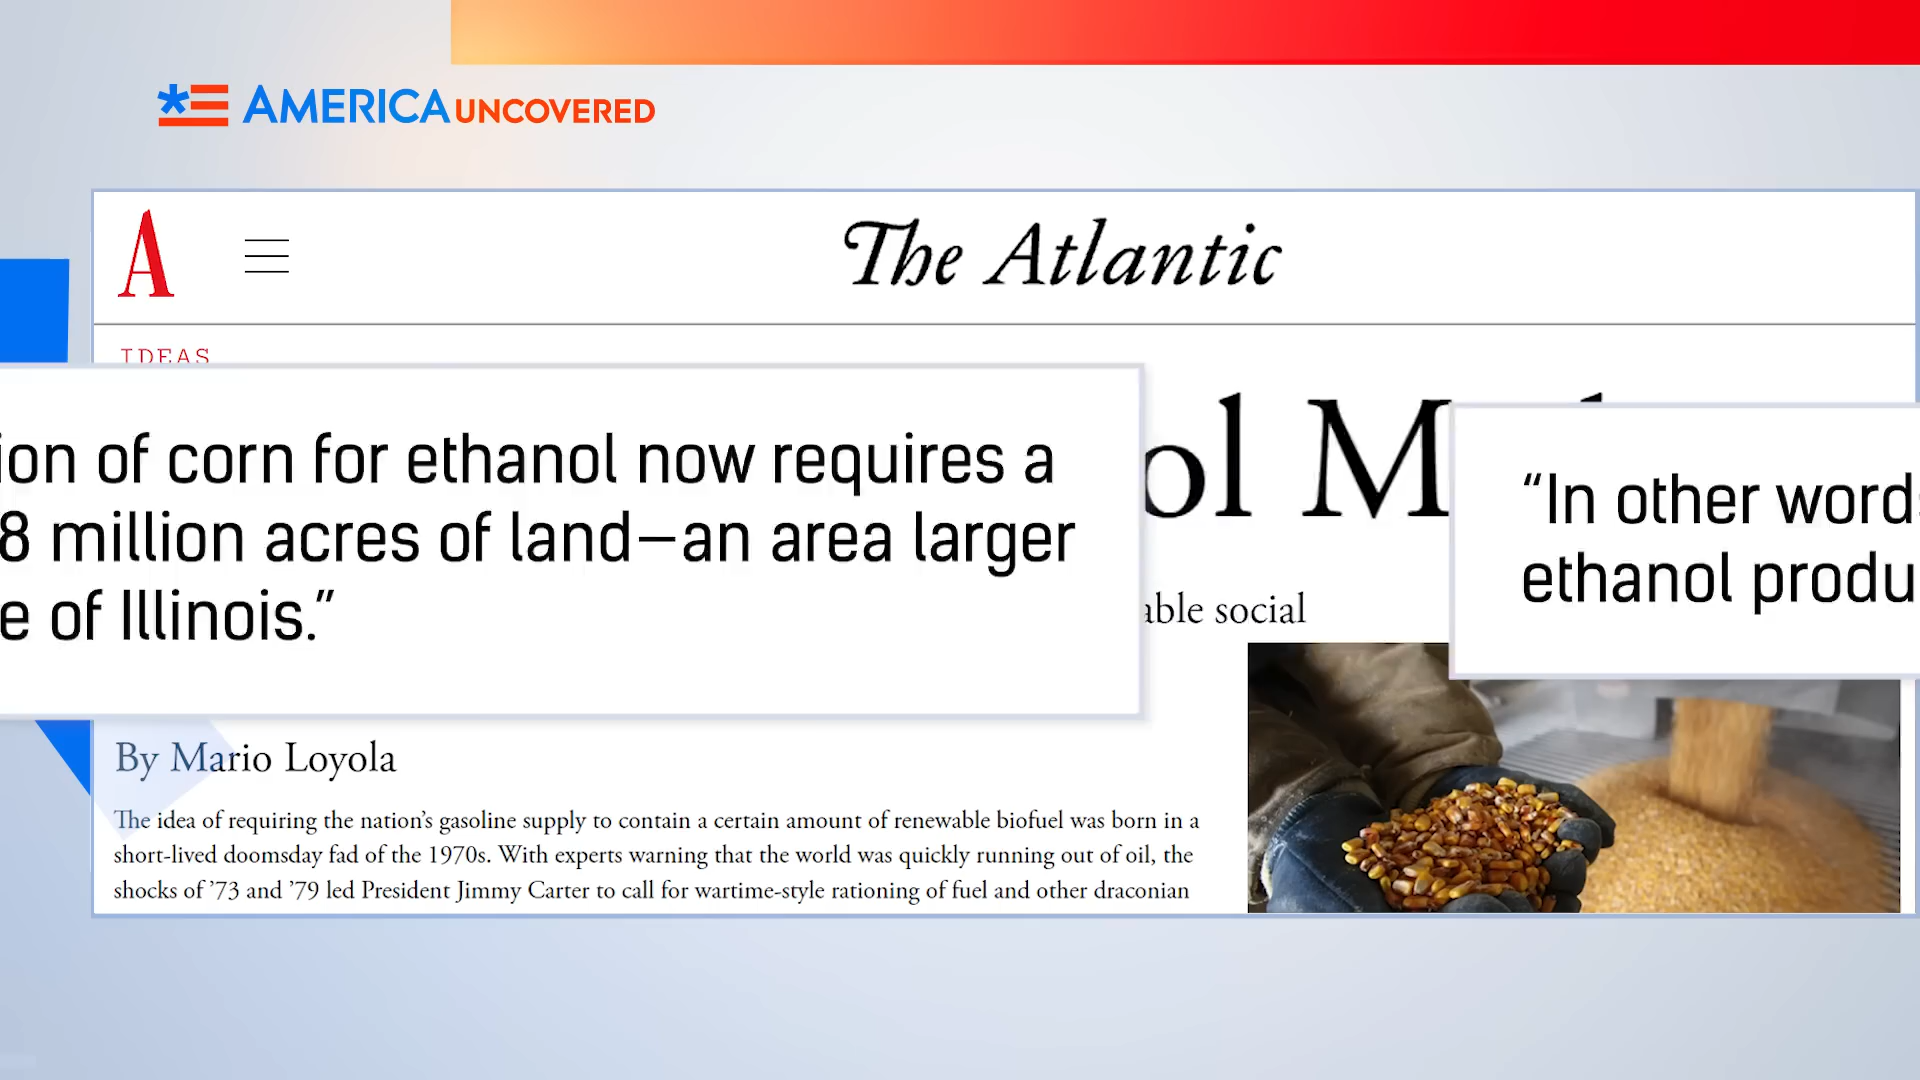 AMERICA UNCOVERED
A
The Atlantic
IDEAS
ion of corn for ethanol now requires a
8 million acres of land—an area larger
e of Illinois.”
ol M
“In other words
ethanol produ
able social
By Mario Loyola
The idea of requiring the nation’s gasoline supply to contain a certain amount of renewable biofuel was born in a
short-lived doomsday fad of the 1970s. With experts warning that the world was quickly running out of oil, the
shocks of ’73 and ’79 led President Jimmy Carter to call for wartime-style rationing of fuel and other draconian